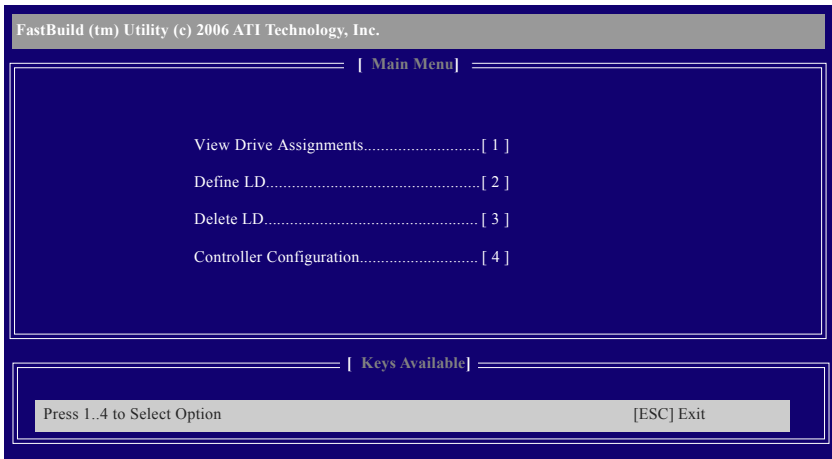 FastBuild (tm) Utility (c) 2006 ATI Technology, Inc.
[ Main Menu]
View Drive Assignments...........................[ 1 ]
Define LD..................................................[ 2 ]
Delete LD.................................................. [ 3 ]
Controller Configuration............................ [ 4 ]
[ Keys Available]
Press 1..4 to Select Option [ESC] Exit